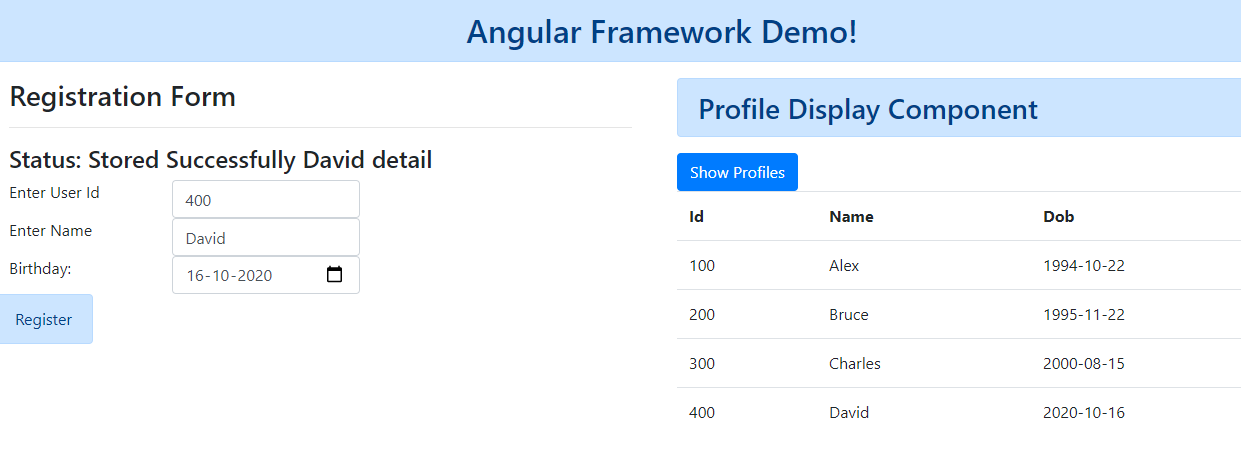 Angular Framework Demo!
Registration Form
Status: Stored Successfully David detail
Enter User Id 400
Enter Name David
Birthday: 16-10-2020
Register
Profile Display Component
Show Profiles
Id Name Dob
100 Alex 1994-10-22
200 Bruce 1995-11-22
300 Charles 2000-08-15
400 David 2020-10-16